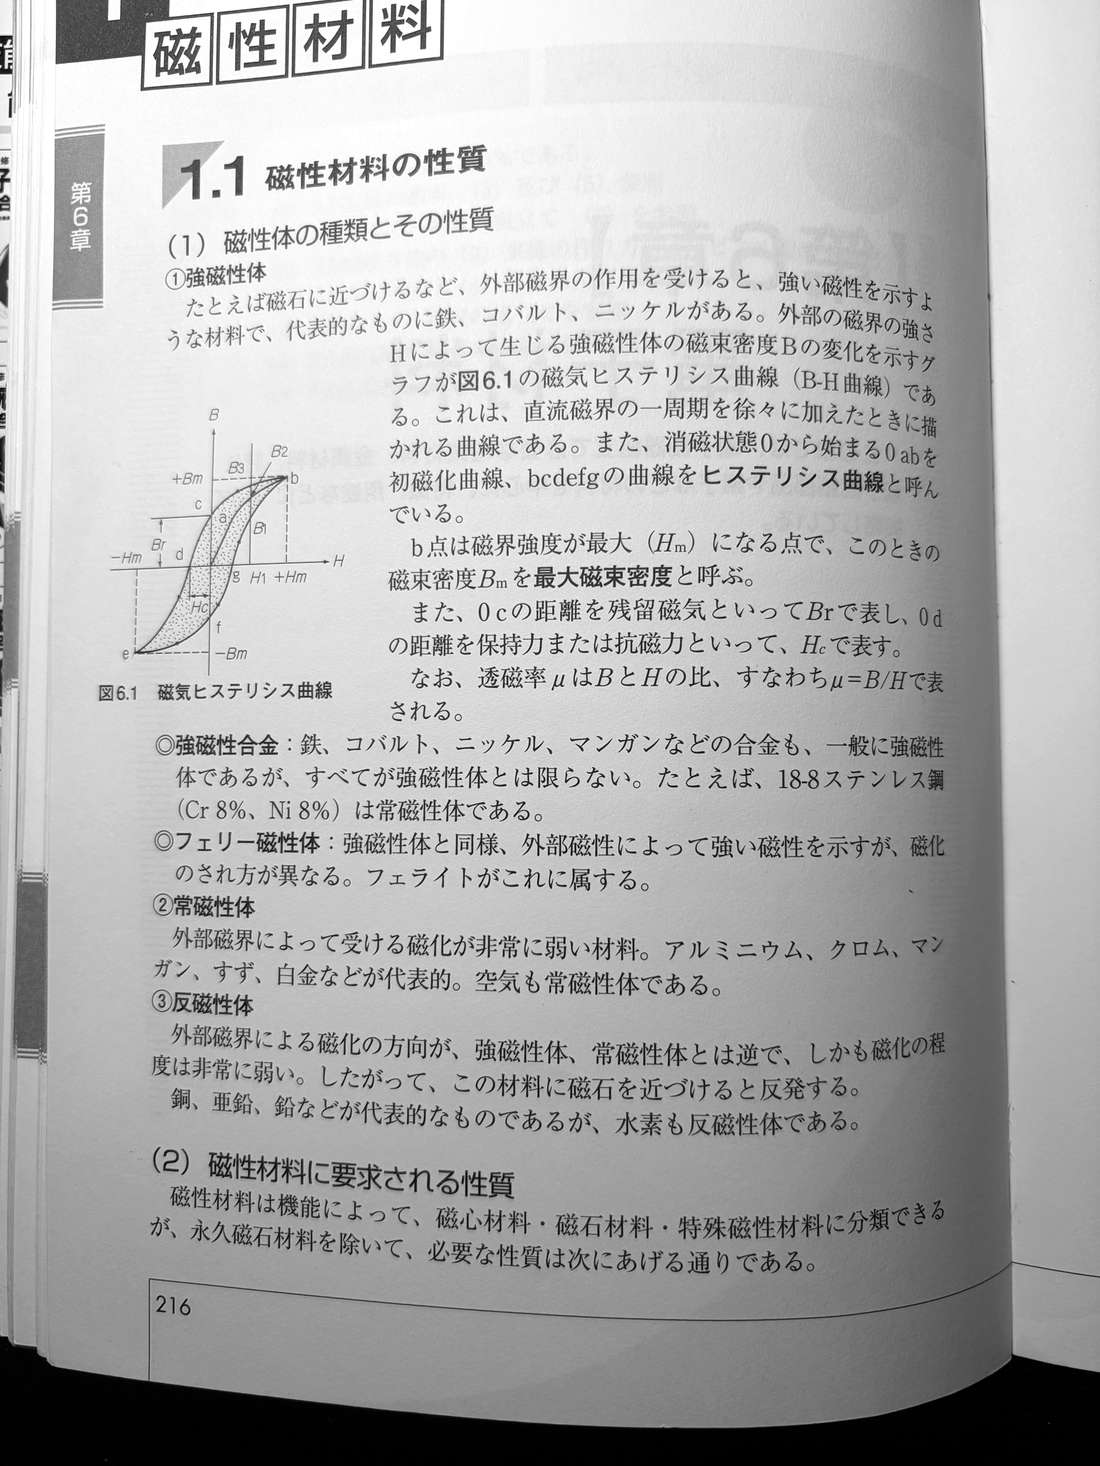 磁性材料
第6章
1.1 磁性材料の性質
(1) 磁性体の種類とその性質
①強磁性体
たとえば磁石に近づけるなど、外部磁界の作用を受けると、強い磁性を示すよ
うな材料で、代表的なものに鉄、コバルト、ニッケルがある。外部の磁界の強さ
Hによって生じる強磁性体の磁束密度Bの変化を示すグ
ラフが図6.1の磁気ヒステリシス曲線（B-H曲線）であ
る。これは、直流磁界の一周期を徐々に加えたときに描
かれる曲線である。また、消磁状態0から始まる0abを
初磁化曲線、bcdefgの曲線をヒステリシス曲線と呼ん
でいる。
b点は磁界強度が最大（Hm）になる点で、このときの
磁束密度Bmを最大磁束密度と呼ぶ。
また、0cの距離を残留磁気といってBrで表し、0d
の距離を保持力または抗磁力といって、Hcで表す。
なお、透磁率μはBとHの比、すなわちμ=B/Hで表
される。
B
B2
B3
+Bm
b
c
a
Br
B1
-Hm
d
H
g
H1 +Hm
Hc
f
e
-Bm
図6.1 磁気ヒステリシス曲線
◎強磁性合金：鉄、コバルト、ニッケル、マンガンなどの合金も、一般に強磁性
体であるが、すべてが強磁性体とは限らない。たとえば、18-8ステンレス鋼
（Cr 8%、Ni 8%）は常磁性体である。
◎フェリー磁性体：強磁性体と同様、外部磁性によって強い磁性を示すが、磁化
のされ方が異なる。フェライトがこれに属する。
②常磁性体
外部磁界によって受ける磁化が非常に弱い材料。アルミニウム、クロム、マン
ガン、すず、白金などが代表的。空気も常磁性体である。
③反磁性体
外部磁界による磁化の方向が、強磁性体、常磁性体とは逆で、しかも磁化の程
度は非常に弱い。したがって、この材料に磁石を近づけると反発する。
銅、亜鉛、鉛などが代表的なものであるが、水素も反磁性体である。
(2) 磁性材料に要求される性質
磁性材料は機能によって、磁心材料・磁石材料・特殊磁性材料に分類できる
が、永久磁石材料を除いて、必要な性質は次にあげる通りである。
216